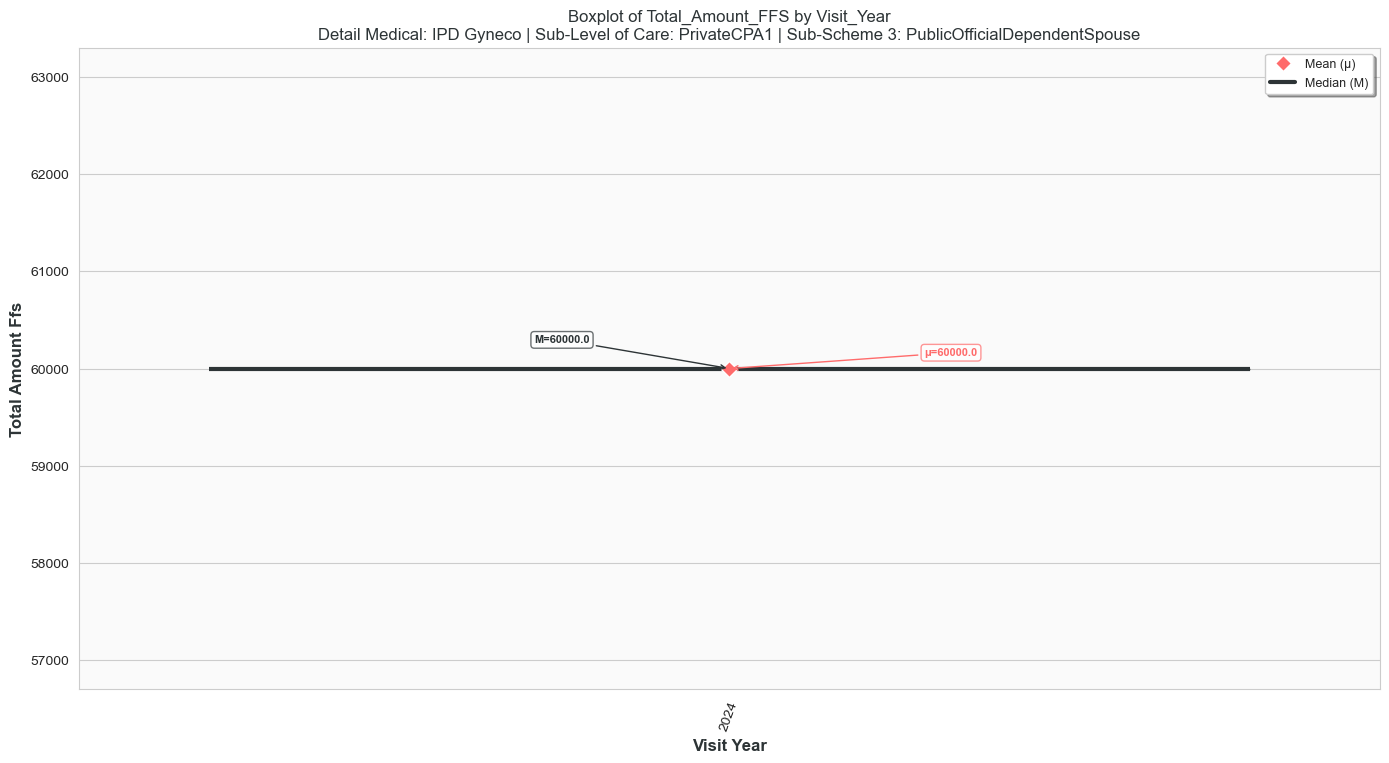 Boxplot of Total_Amount_FFS by Visit_Year
Detail Medical: IPD Gyneco | Sub-Level of Care: PrivateCPA1 | Sub-Scheme 3: PublicOfficialDependentSpouse
Mean (μ)
Median (M)
63000
62000
61000
60000
59000
58000
57000
Total Amount Ffs
M=60000.0
μ=60000.0
2024
Visit Year